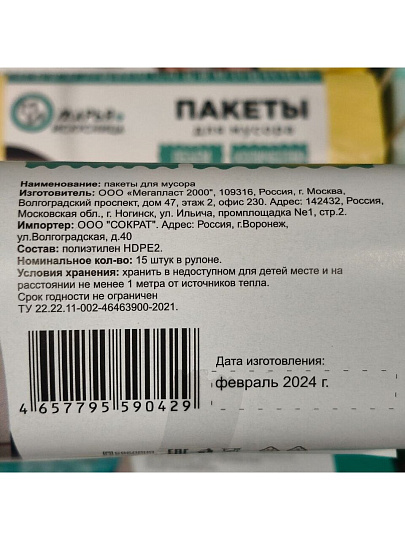 МАРЬЯ
ИСКУСНИЦА
ПАКЕТЫ
для мусора
Наименование: пакеты для мусора
Изготовитель: ООО «Мегапласт 2000", 109316, Россия, г. Москва,
Волгоградский проспект, дом 47, этаж 2, офис 230. Адрес: 142432, Россия,
Московская обл., г. Ногинск, ул. Ильича, промплощадка №1, стр.2.
Импортер: ООО "СОКРАТ". Адрес: Россия, г.Воронеж,
ул.Волгоградская, д.40
Состав: полиэтилен HDPE2.
Номинальное кол-во: 15 штук в рулоне.
Условия хранения: хранить в недоступном для детей месте и на
расстоянии не менее 1 метра от источников тепла.
Срок годности не ограничен
ТУ 22.22.11-002-46463900-2021.
Дата изготовления:
февраль 2024 г.
4 657795 590429
EAC